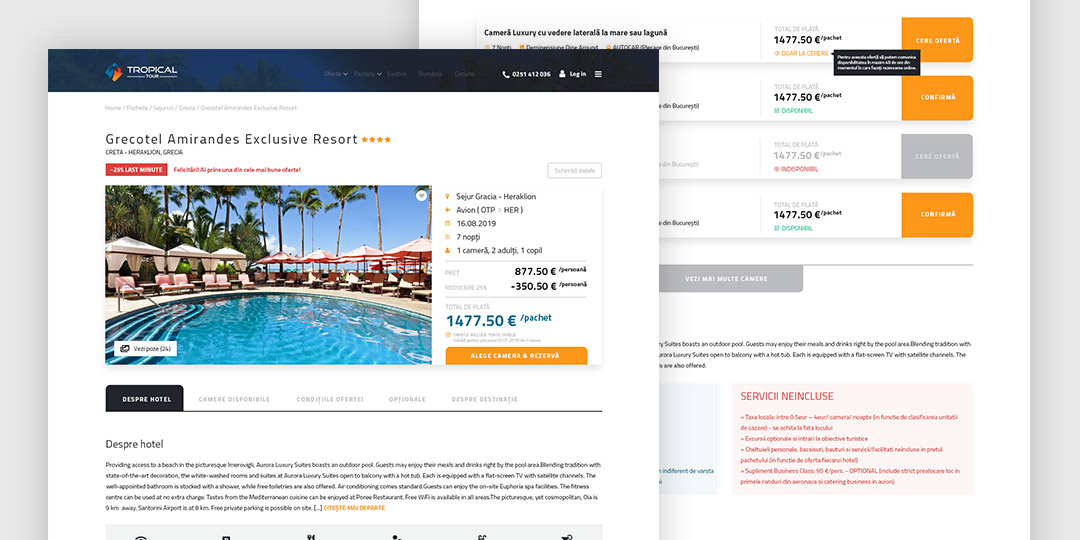 TROPICAL
TOUR
Oferte
Pachete
Exotice
România
Circuite
0251 412 036
Log in
Home / Pachete / Sejururi / Grecia / Grecotel Amirandes Exclusive Resort
Grecotel Amirandes Exclusive Resort
CRETA - HERAKLION, GRECIA
-25% LAST MINUTE
Felicitări! Ai prins una din cele mai bune oferte!
Schimbă datele
Vezi poze (24)
Sejur Gracia - Heraklion
Avion ( OTP > HER )
16.08.2019
7 nopți
1 cameră, 2 adulți, 1 copil
PREȚ 877.50 € /persoană
REDUCERE 25% -350.50 € /persoană
TOTAL DE PLATĂ
1477.50 € /pachet
TARIFUL INCLUDE TOATE TAXELE
ALEGE CAMERA & REZERVĂ
DESPRE HOTEL
CAMERE DISPONIBILE
CONDIȚIILE OFERTEI
OPȚIONALE
DESPRE DESTINAȚIE
Despre hotel
Providing access to a beach in the picturesque Imerovigli, Aurora Luxury Suites boasts an outdoor pool. Guests may enjoy their meals and drinks right by the pool area.Blending tradition with
state-of-the-art decoration, the white-washed rooms and suites at Aurora Luxury Suites open to balcony with a hot tub. Each is equipped with a flat-screen TV with satellite channels. The
well-appointed bathroom is stocked with a shower, while free toiletries are also offered. Air conditioning comes standard.Guests can enjoy the on-site Euphoria spa facilities. The fitness
centre can be used at no extra charge. Tastes from the Mediterranean cuisine can be enjoyed at Poree Restaurant. Free WiFi is available in all areas.The picturesque, yet cosmopolitan, Oia is
9 km away. Santorini Airport is at 8 km. Free private parking is possible on site. [...] CITEȘTE MAI DEPARTE
Cameră Luxury cu vedere laterală la mare sau lagună
7 Nopți
Demipensiune Dine Around
AUTOCAR (Plecare din București)
TOTAL DE PLATĂ
1477.50 € /pachet
DOAR LA CERERE
CERE OFERTĂ
Pentru aceasta ofertă vă putem comunica
disponibilitatea în maxim 48 de ore din
momentul în care faceți rezervarea online.
re din București)
TOTAL DE PLATĂ
1477.50 € /pachet
DISPONIBIL
CONFIRMĂ
re din București)
TOTAL DE PLATĂ
1477.50 € /pachet
INDISPONIBIL
CERE OFERTĂ
re din București)
TOTAL DE PLATĂ
1477.50 € /pachet
DISPONIBIL
CONFIRMĂ
VEZI MAI MULTE CAMERE
ry Suites boasts an outdoor pool. Guests may enjoy their meals and drinks right by the pool area.Blending tradition with
urora Luxury Suites open to balcony with a hot tub. Each is equipped with a flat-screen TV with satellite channels. The
es are also offered.
n indiferent de varsta
i
SERVICII NEINCLUSE
» Taxa locala: intre 0.5eur – 4eur/ camera/ noapte (in functie de clasificarea unitatii
de cazare) - se achita la fata locului
» Excursii optionale si intrari la obiective turistice
» Cheltuieli personale, bacsisuri, bauturi si servicii/facilitati neincluse in pretul
pachetului (in functie de oferta fiecarui hotel)
» Supliment Business Class: 95 €/pers. - OPTIONAL (include strict prealocare loc in
primele randuri din aeronava si catering business in avion)